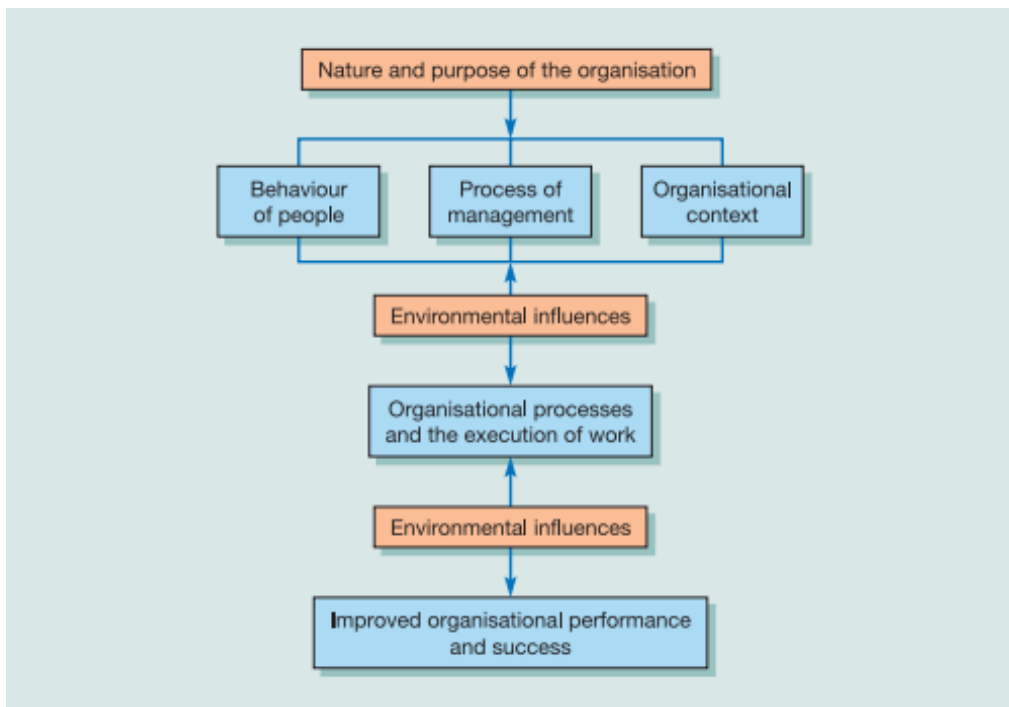 Nature and purpose of the organisation
Behaviour
of people
Process of
management
Organisational
context
Environmental influences
Organisational processes
and the execution of work
Environmental influences
Improved organisational performance
and success